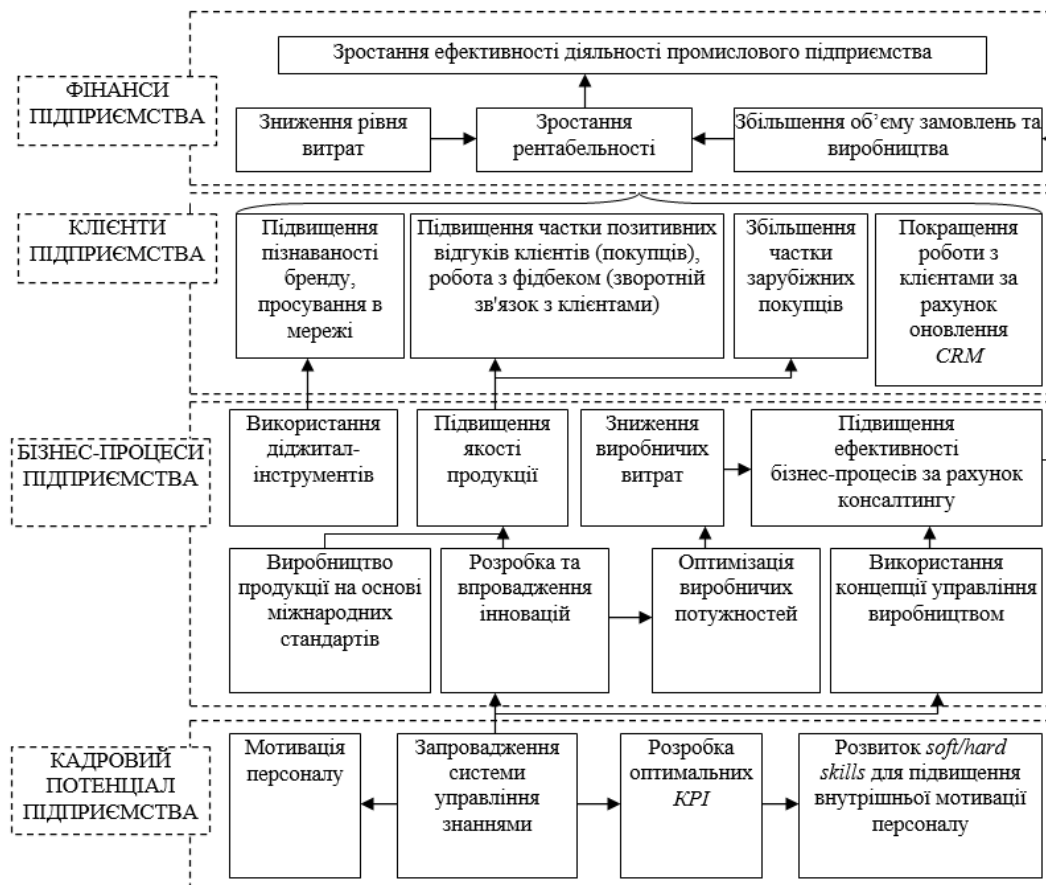 Зростання ефективності діяльності промислового підприємства
ФІНАНСИ
ПІДПРИЄМСТВА
Зниження рівня
витрат
Зростання
рентабельності
Збільшення об’єму замовлень та
виробництва
КЛІЄНТИ
ПІДПРИЄМСТВА
Підвищення
пізнаваності
бренду,
просування в
мережі
Підвищення частки позитивних
відгуків клієнтів (покупців),
робота з фідбеком (зворотній
зв'язок з клієнтами)
Збільшення
частки
зарубіжних
покупців
Покращення
роботи з
клієнтами за
рахунок
оновлення
CRM
БІЗНЕС-ПРОЦЕСИ
ПІДПРИЄМСТВА
Використання
діджитал-
інструментів
Підвищення
якості
продукції
Зниження
виробничих
витрат
Підвищення
ефективності
бізнес-процесів за рахунок
консалтингу
Виробництво
продукції на основі
міжнародних
стандартів
Розробка та
впровадження
інновацій
Оптимізація
виробничих
потужностей
Використання
концепції управління
виробництвом
КАДРОВИЙ
ПОТЕНЦІАЛ
ПІДПРИЄМСТВА
Мотивація
персоналу
Запровадження
системи
управління
знаннями
Розробка
оптимальних
KPI
Розвиток soft/hard
skills для підвищення
внутрішньої мотивації
персоналу